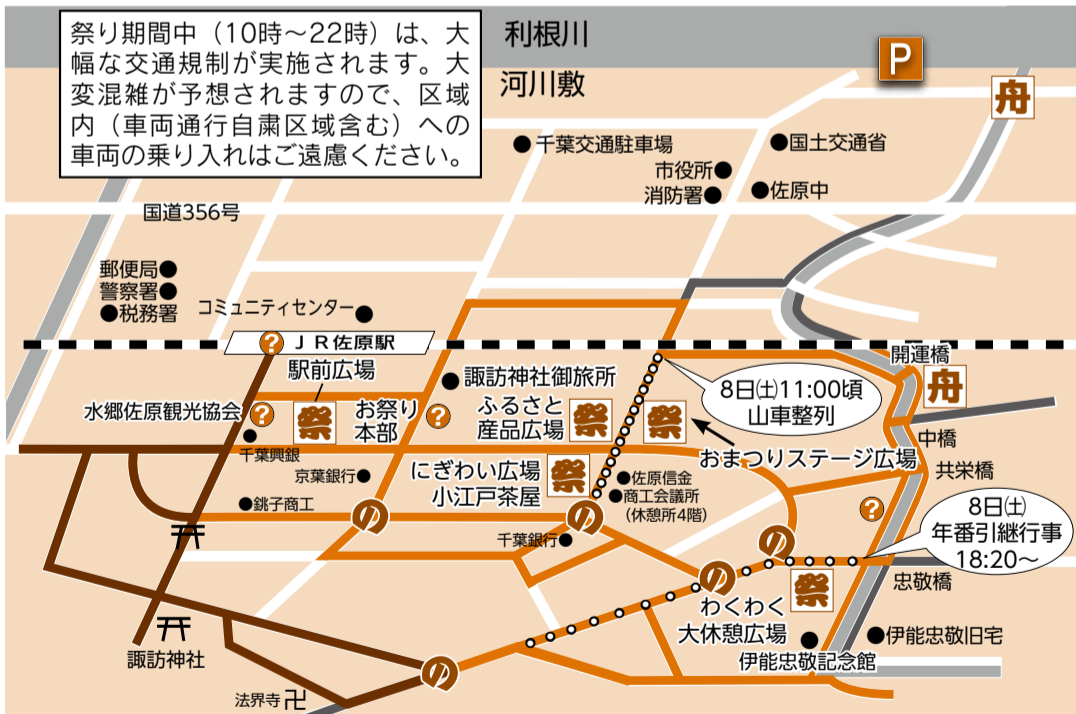 祭り期間中（10時～22時）は、大
幅な交通規制が実施されます。大
変混雑が予想されますので、区域
内（車両通行自粛区域含む）への
車両の乗り入れはご遠慮ください。
利根川
河川敷
P
舟
千葉交通駐車場
国土交通省
市役所
消防署
佐原中
国道356号
郵便局
警察署
税務署
コミュニティセンター
? ＪＲ佐原駅
駅前広場
開運橋
舟
諏訪神社御旅所
8日㈯11:00頃
山車整列
水郷佐原観光協会
?
祭
お祭り
本部
?
ふるさと
産品広場
祭
祭
おまつりステージ広場
中橋
千葉興銀
京葉銀行
にぎわい広場
小江戸茶屋
祭
佐原信金
商工会議所
（休憩所4階）
共栄橋
銚子商工
の
の
千葉銀行
?
8日㈯
年番引継行事
18:20～
の
の
祭
忠敬橋
わくわく
大休憩広場
伊能忠敬旧宅
伊能忠敬記念館
諏訪神社
の
法界寺卍